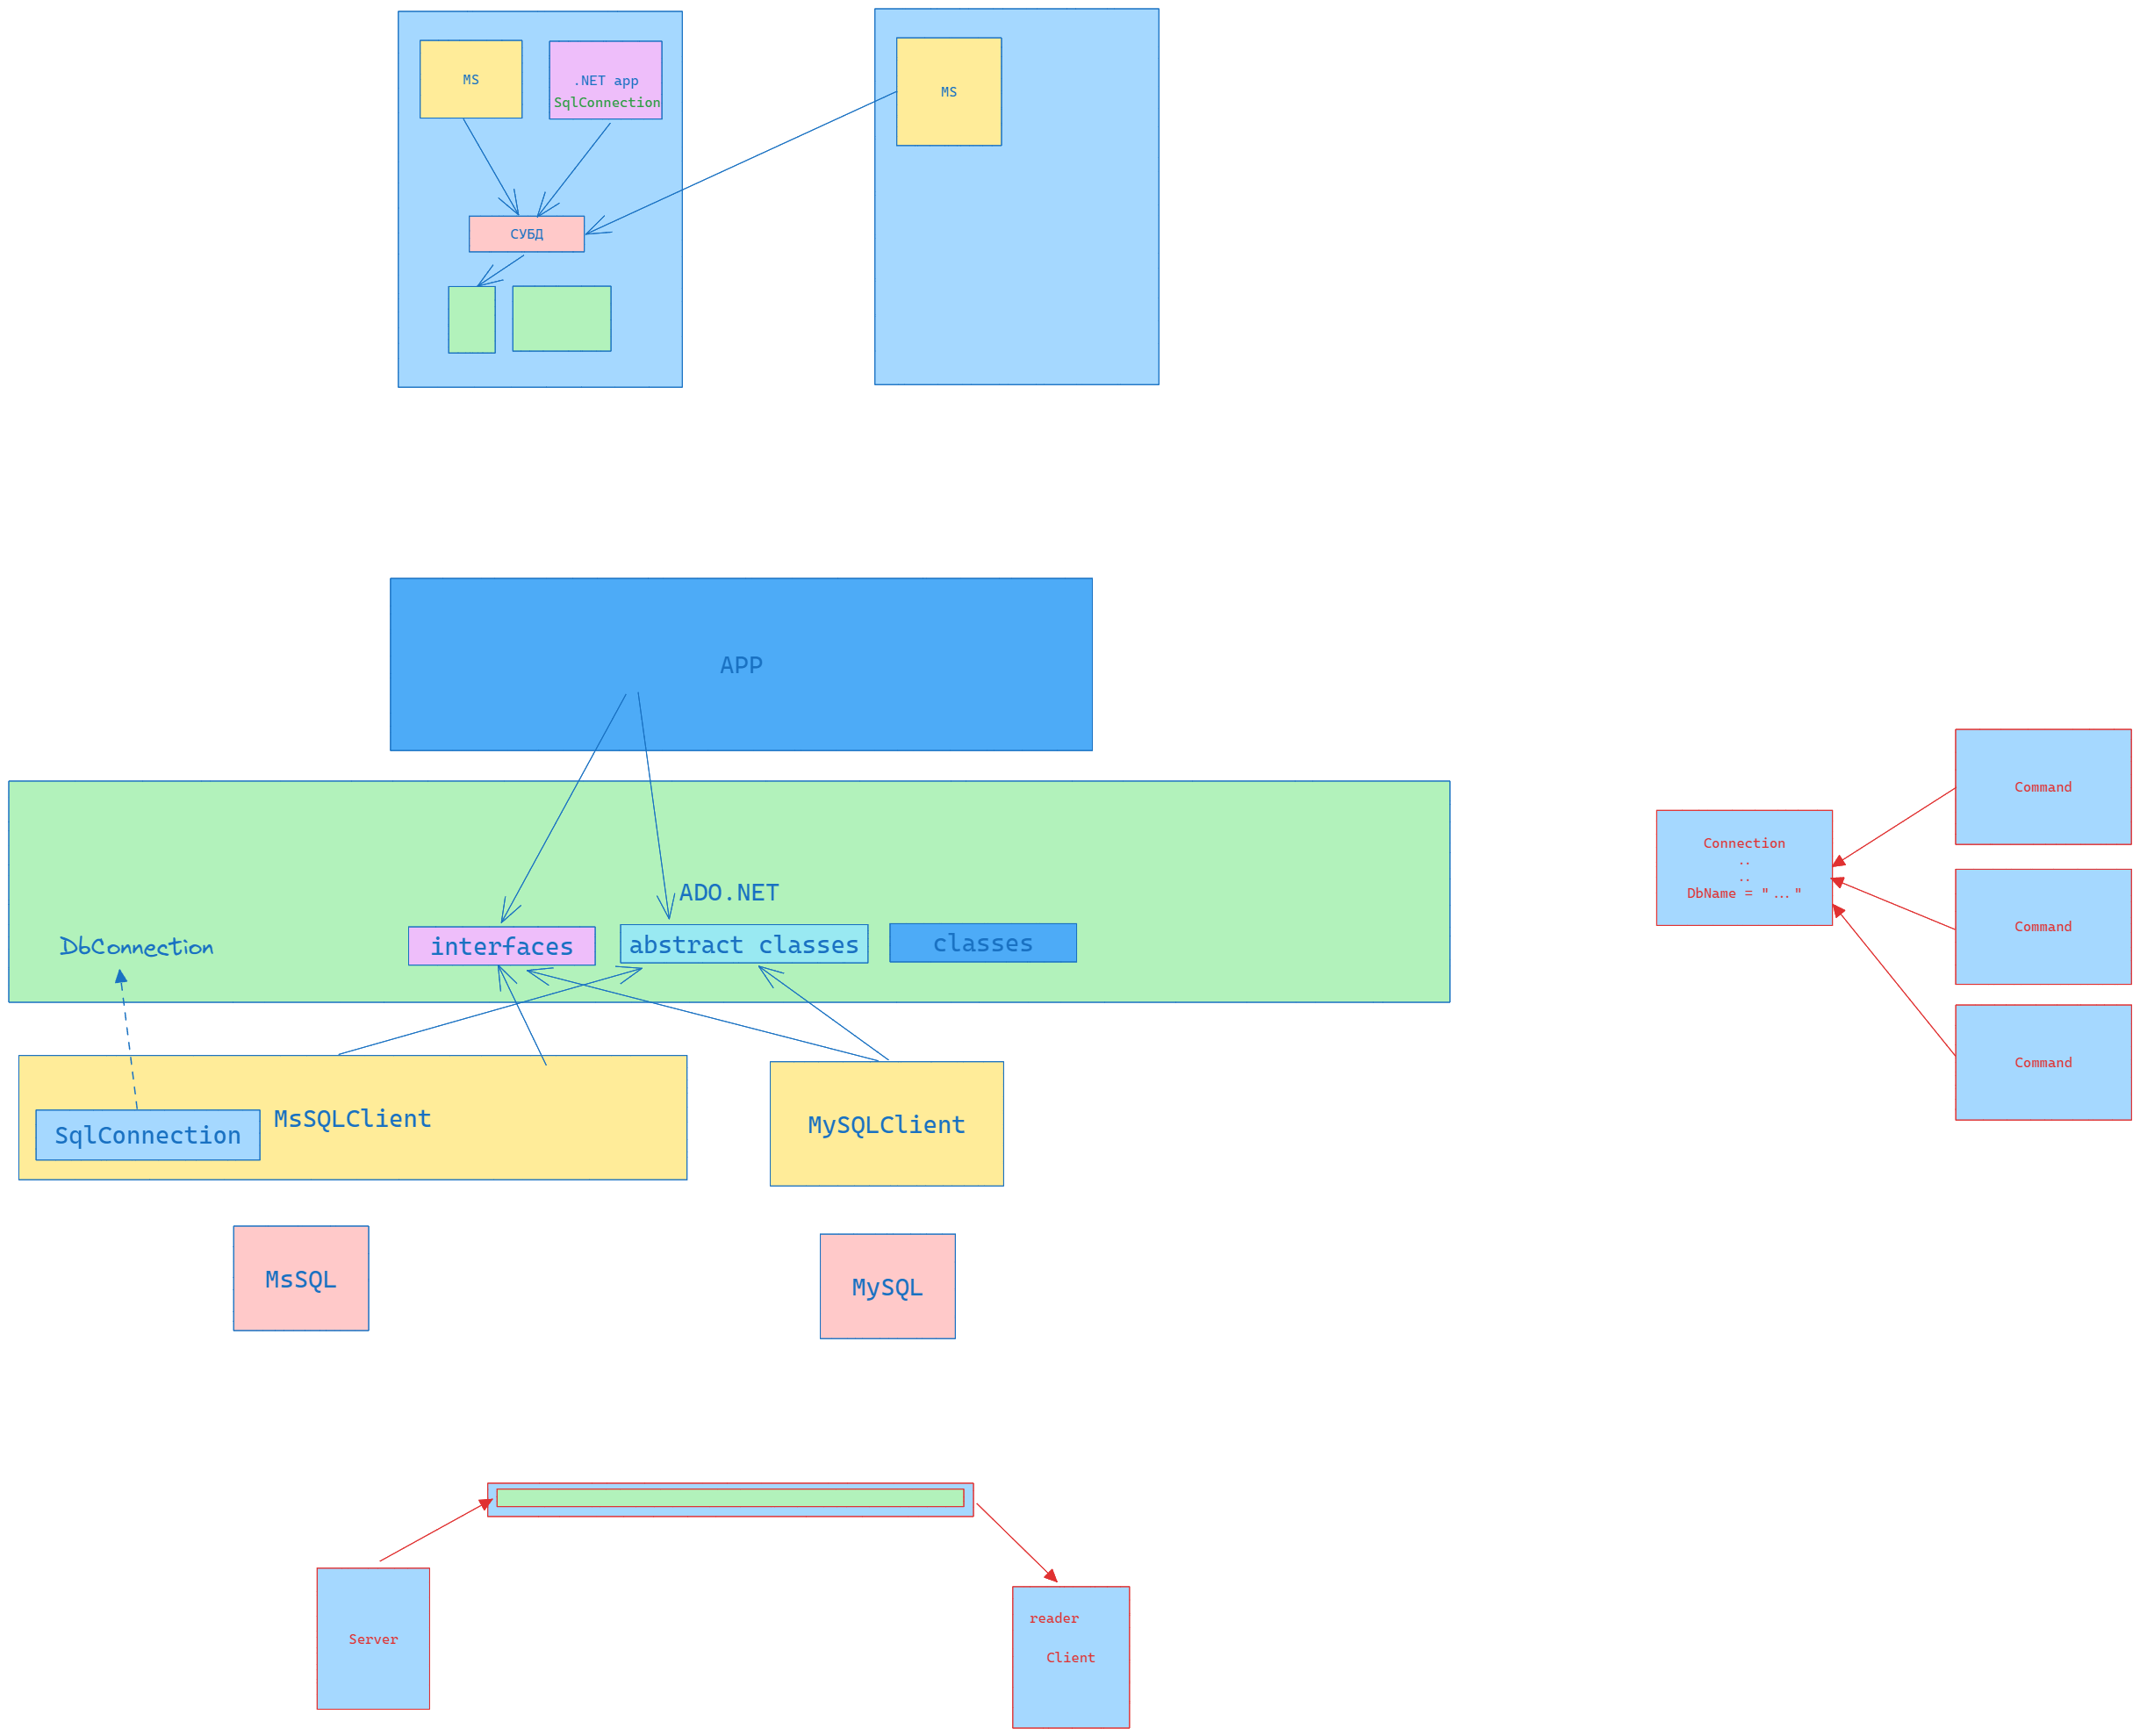 MS
.NET app
SqlConnection
MS
СУБД
APP
ADO.NET
DbConnection
interfaces
abstract classes
classes
SqlConnection
MsSQLClient
MySQLClient
MsSQL
MySQL
Connection
..
..
DbName = "..."
Command
Command
Command
Server
reader
Client